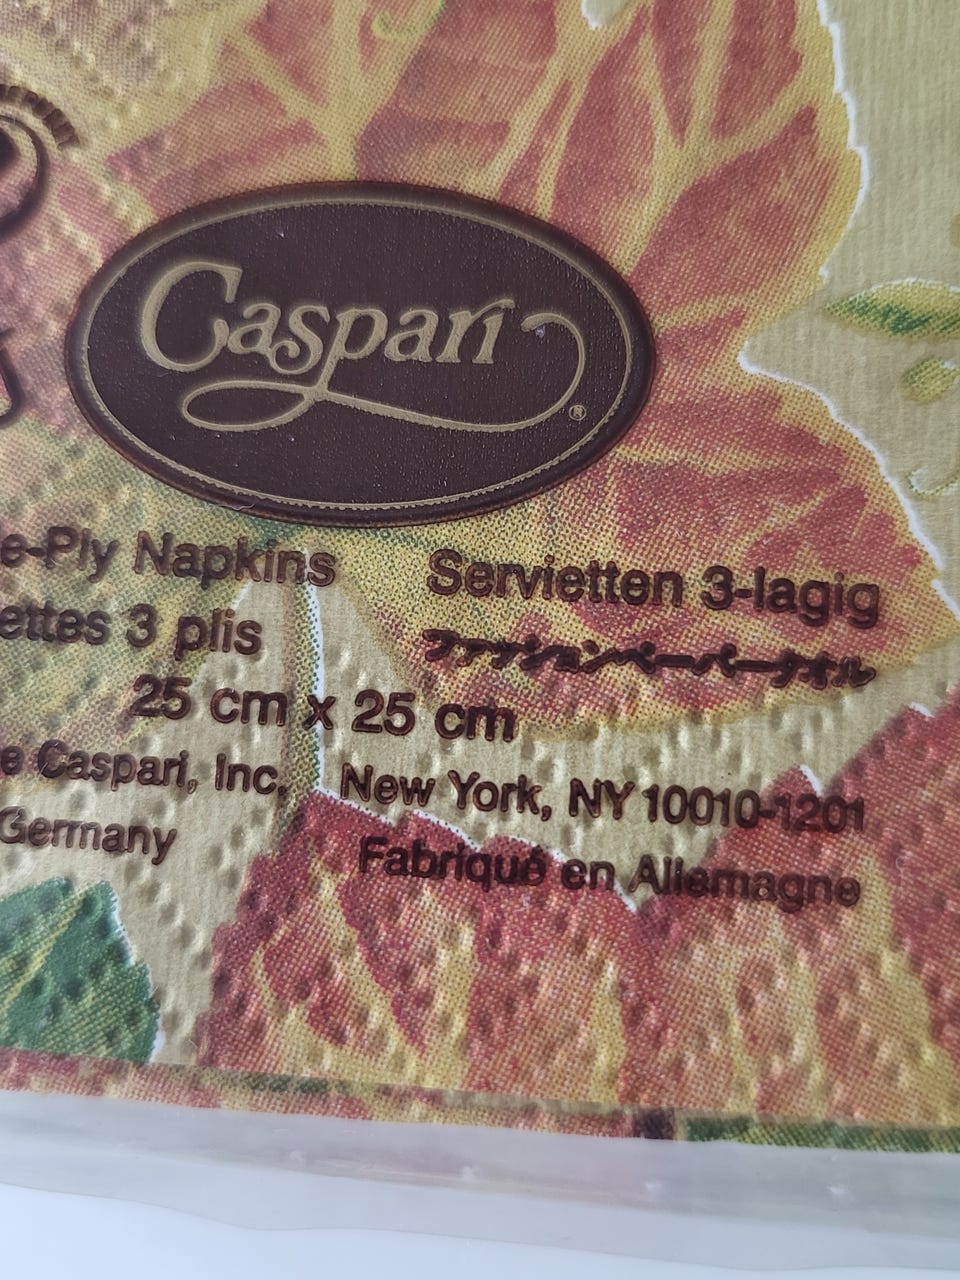 Caspari®
e-Ply Napkins Servietten 3-lagig
ettes 3 plis ファッションペーパータオル
25 cm x 25 cm
e Caspari, Inc. New York, NY 10010-1201
Germany Fabriqué en Allemagne